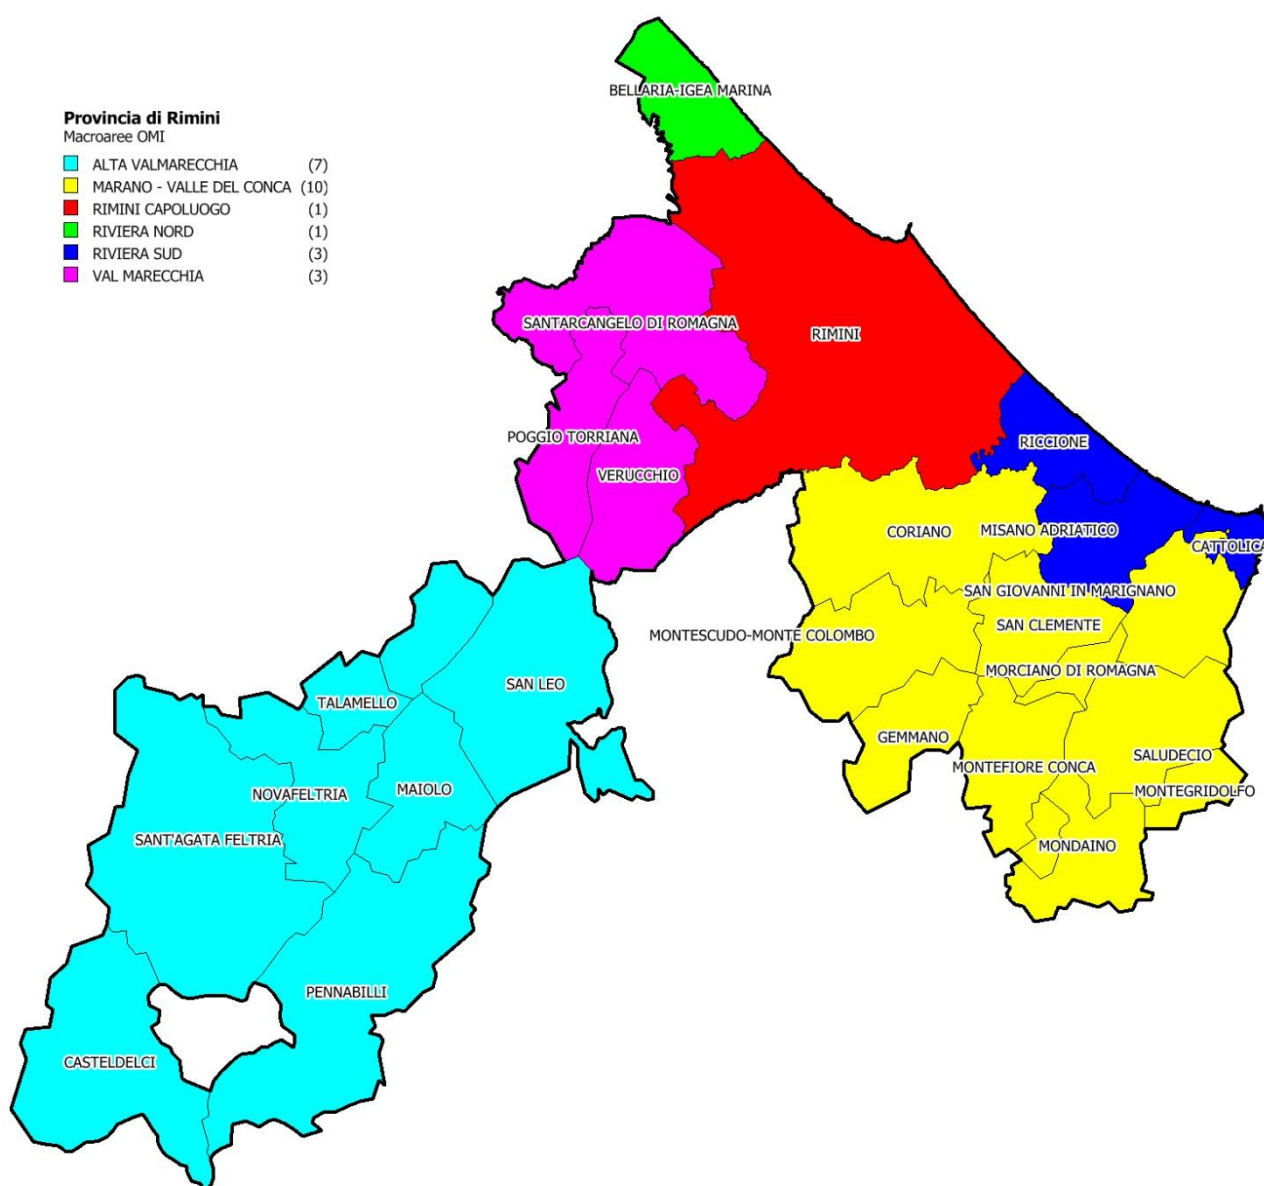 Provincia di Rimini
Macroaree OMI
ALTA VALMARECCHIA (7)
MARANO - VALLE DEL CONCA (10)
RIMINI CAPOLUOGO (1)
RIVIERA NORD (1)
RIVIERA SUD (3)
VAL MARECCHIA (3)
BELLARIA-IGEA MARINA
SANTARCANGELO DI ROMAGNA
RIMINI
POGGIO TORRIANA
RICCIONE
VERUCCHIO
CORIANO
MISANO ADRIATICO
CATTOLICA
SAN GIOVANNI IN MARIGNANO
SAN CLEMENTE
MONTESCUDO-MONTE COLOMBO
MORCIANO DI ROMAGNA
SAN LEO
TALAMELLO
GEMMANO
SALUDECIO
MONTEFIORE CONCA
MAIOLO
MONTEGRIDOLFO
NOVAFELTRIA
SANT'AGATA FELTRIA
MONDAINO
PENNABILLI
CASTELDELCI